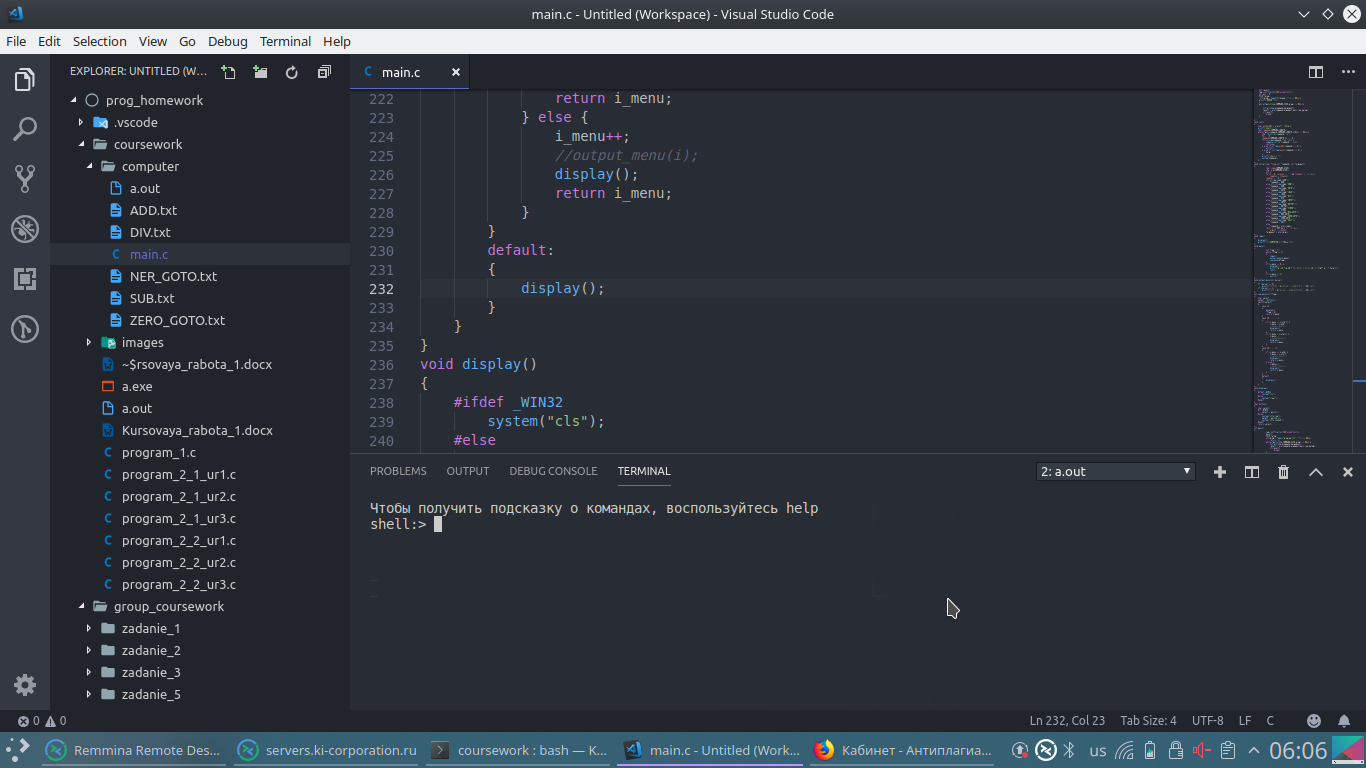 main.c - Untitled (Workspace) - Visual Studio Code
File Edit Selection View Go Debug Terminal Help
EXPLORER: UNTITLED (W...
main.c
prog_homework
.vscode
coursework
computer
a.out
ADD.txt
DIV.txt
main.c
NER_GOTO.txt
SUB.txt
ZERO_GOTO.txt
images
~$rsovaya_rabota_1.docx
a.exe
a.out
Kursovaya_rabota_1.docx
program_1.c
program_2_1_ur1.c
program_2_1_ur2.c
program_2_1_ur3.c
program_2_2_ur1.c
program_2_2_ur2.c
program_2_2_ur3.c
group_coursework
zadanie_1
zadanie_2
zadanie_3
zadanie_5
222 return i_menu;
223 } else {
224 i_menu++;
225 //output_menu(i);
226 display();
227 return i_menu;
228 }
229 }
230 default:
231 {
232 display();
233 }
234 }
235 }
236 void display()
237 {
238 #ifdef _WIN32
239 system("cls");
240 #else
PROBLEMS OUTPUT DEBUG CONSOLE TERMINAL 2: a.out
Чтобы получить подсказку о командах, воспользуйтесь help
shell:>
0 0 Ln 232, Col 23 Tab Size: 4 UTF-8 LF C
Remmina Remote Des... servers.ki-corporation.ru coursework : bash — K... main.c - Untitled (Work... Кабинет - Антиплагиа... us 06:06